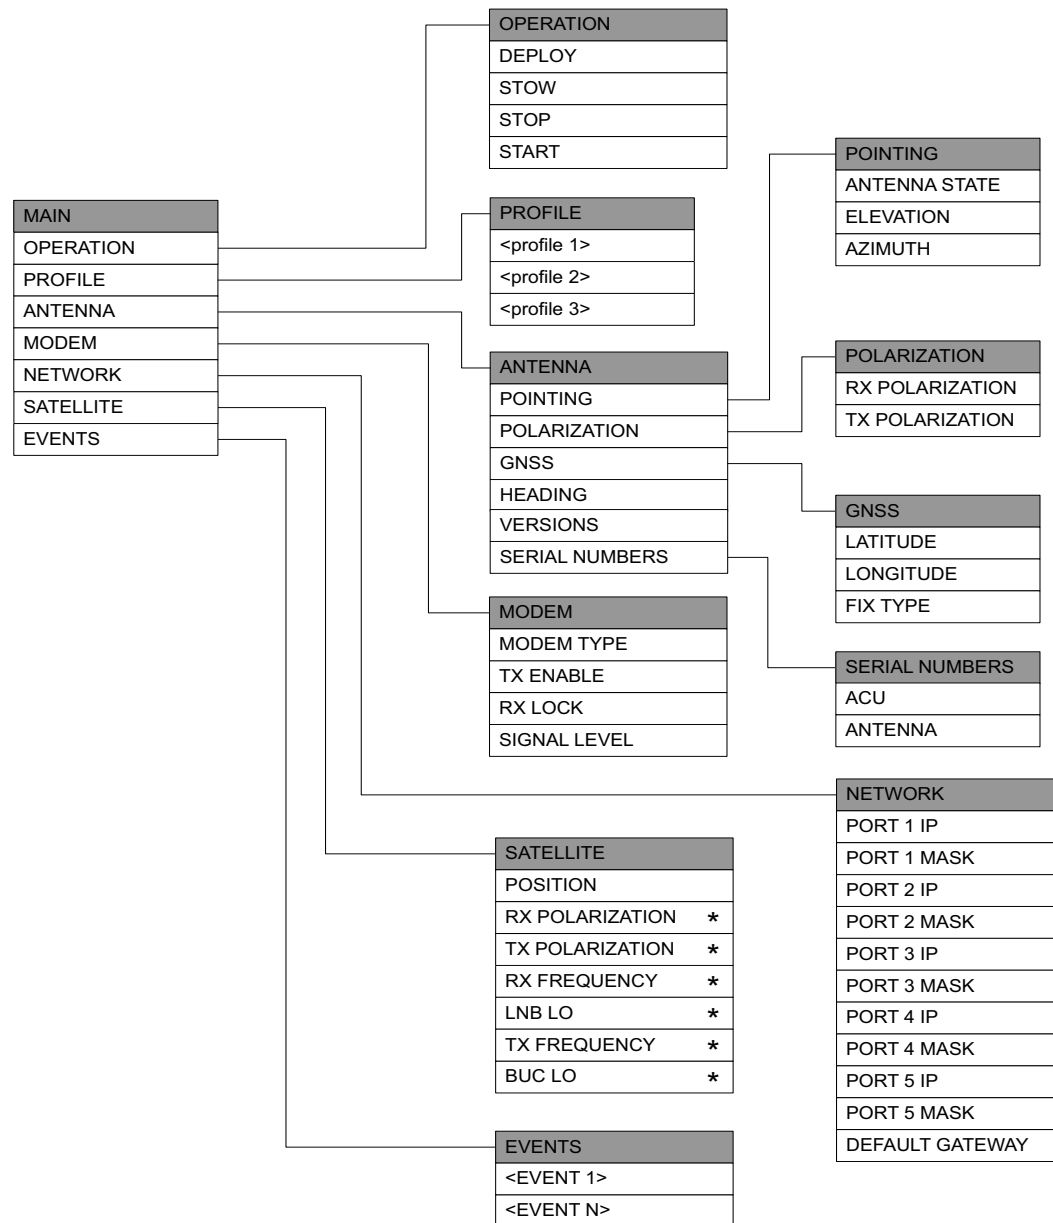 MAIN
OPERATION
PROFILE
ANTENNA
MODEM
NETWORK
SATELLITE
EVENTS
OPERATION
DEPLOY
STOW
STOP
START
PROFILE
<profile 1>
<profile 2>
<profile 3>
ANTENNA
POINTING
POLARIZATION
GNSS
HEADING
VERSIONS
SERIAL NUMBERS
MODEM
MODEM TYPE
TX ENABLE
RX LOCK
SIGNAL LEVEL
SATELLITE
POSITION
RX POLARIZATION *
TX POLARIZATION *
RX FREQUENCY *
LNB LO *
TX FREQUENCY *
BUC LO *
EVENTS
<EVENT 1>
<EVENT N>
POINTING
ANTENNA STATE
ELEVATION
AZIMUTH
POLARIZATION
RX POLARIZATION
TX POLARIZATION
GNSS
LATITUDE
LONGITUDE
FIX TYPE
SERIAL NUMBERS
ACU
ANTENNA
NETWORK
PORT 1 IP
PORT 1 MASK
PORT 2 IP
PORT 2 MASK
PORT 3 IP
PORT 3 MASK
PORT 4 IP
PORT 4 MASK
PORT 5 IP
PORT 5 MASK
DEFAULT GATEWAY